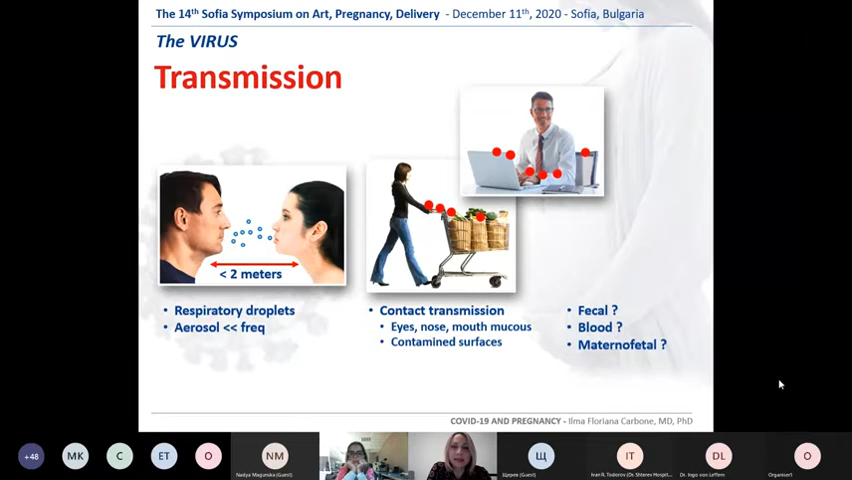 The 14th Sofia Symposium on Art, Pregnancy, Delivery - December 11th, 2020 - Sofia, Bulgaria
The VIRUS
Transmission
< 2 meters
• Respiratory droplets
• Aerosol << freq
• Contact transmission
• Eyes, nose, mouth mucous
• Contamined surfaces
• Fecal ?
• Blood ?
• Maternofetal ?
COVID-19 AND PREGNANCY - Ilma Floriana Carbone, MD, PhD
+48
MK
C
ET
O
NM
Щ
IT
DL
O
Nadya Magunska (Guest)
Щерев (Guest)
Ivan R. Todorov (Dr. Shterev Hospit...
Dr. Ingo von Leffern
Organiser1